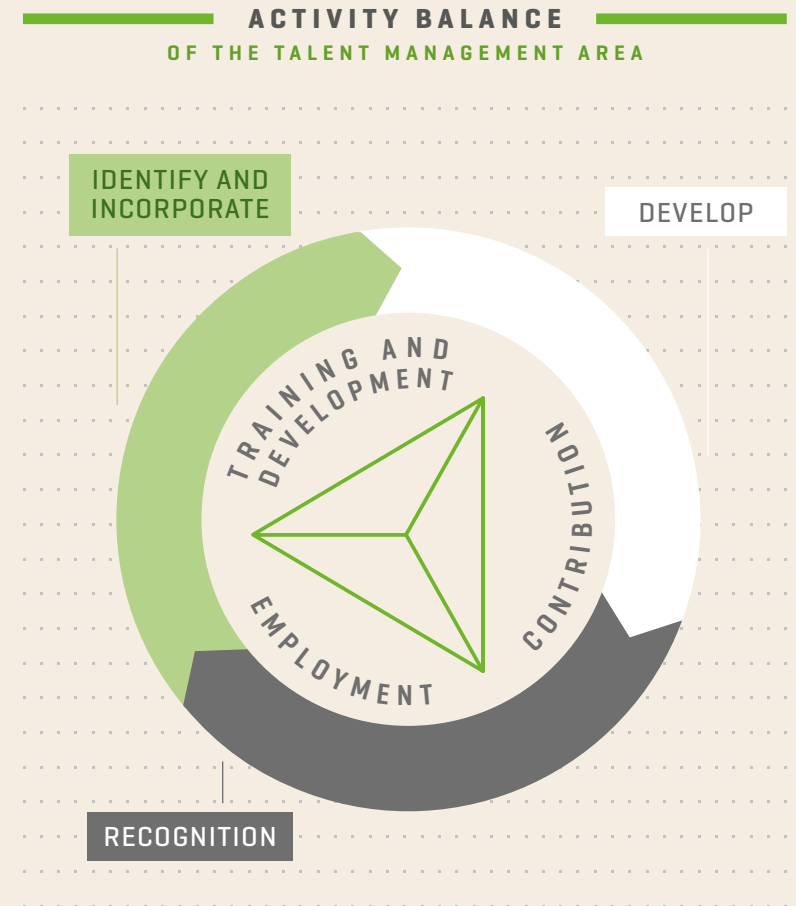 ACTIVITY BALANCE
OF THE TALENT MANAGEMENT AREA
IDENTIFY AND
INCORPORATE
DEVELOP
TRAINING AND
DEVELOPMENT
CONTRIBUTION
EMPLOYMENT
RECOGNITION